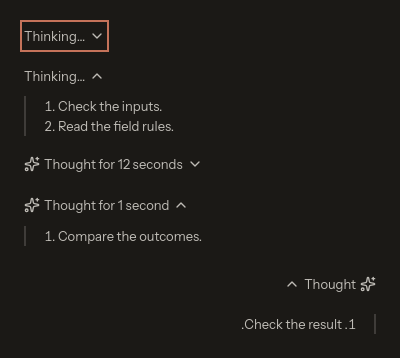 Thinking...
Thinking...
1. Check the inputs.
2. Read the field rules.
Thought for 12 seconds
Thought for 1 second
1. Compare the outcomes.
Thought
.Check the result .1